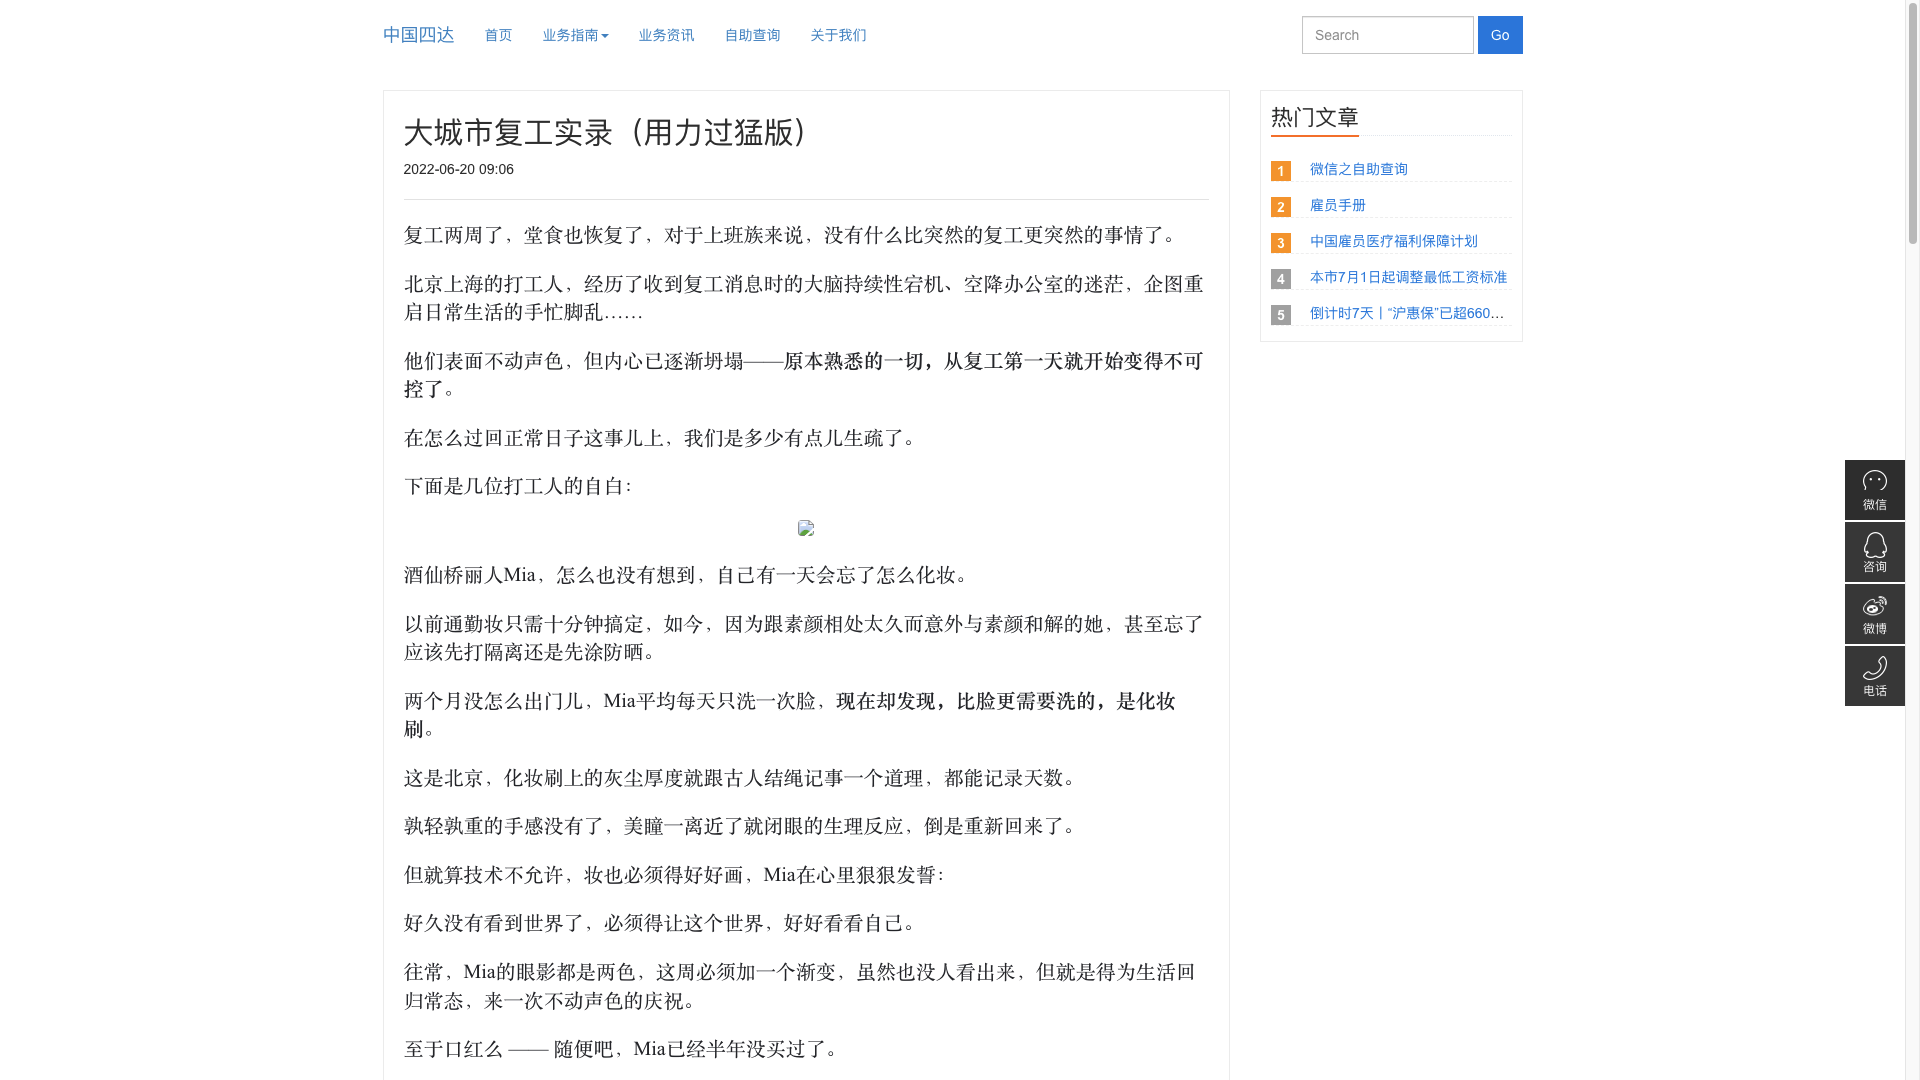 中国四达 首页 业务指南 业务资讯 自助查询 关于我们 Search Go
大城市复工实录（用力过猛版）
2022-06-20 09:06
复工两周了，堂食也恢复了，对于上班族来说，没有什么比突然的复工更突然的事情了。
北京上海的打工人，经历了收到复工消息时的大脑持续性宕机、空降办公室的迷茫，企图重
启日常生活的手忙脚乱……
他们表面不动声色，但内心已逐渐坍塌——原本熟悉的一切，从复工第一天就开始变得不可
控了。
在怎么过回正常日子这事儿上，我们是多少有点儿生疏了。
下面是几位打工人的自白：
酒仙桥丽人Mia，怎么也没有想到，自己有一天会忘了怎么化妆。
以前通勤妆只需十分钟搞定，如今，因为跟素颜相处太久而意外与素颜和解的她，甚至忘了
应该先打隔离还是先涂防晒。
两个月没怎么出门儿，Mia平均每天只洗一次脸，现在却发现，比脸更需要洗的，是化妆
刷。
这是北京，化妆刷上的灰尘厚度就跟古人结绳记事一个道理，都能记录天数。
孰轻孰重的手感没有了，美瞳一离近了就闭眼的生理反应，倒是重新回来了。
但就算技术不允许，妆也必须得好好画，Mia在心里狠狠发誓：
好久没有看到世界了，必须得让这个世界，好好看看自己。
往常，Mia的眼影都是两色，这周必须加一个渐变，虽然也没人看出来，但就是得为生活回
归常态，来一次不动声色的庆祝。
至于口红么 —— 随便吧，Mia已经半年没买过了。
热门文章
1 微信之自助查询
2 雇员手册
3 中国雇员医疗福利保障计划
4 本市7月1日起调整最低工资标准
5 倒计时7天丨“沪惠保”已超660...
微信
咨询
微博
电话